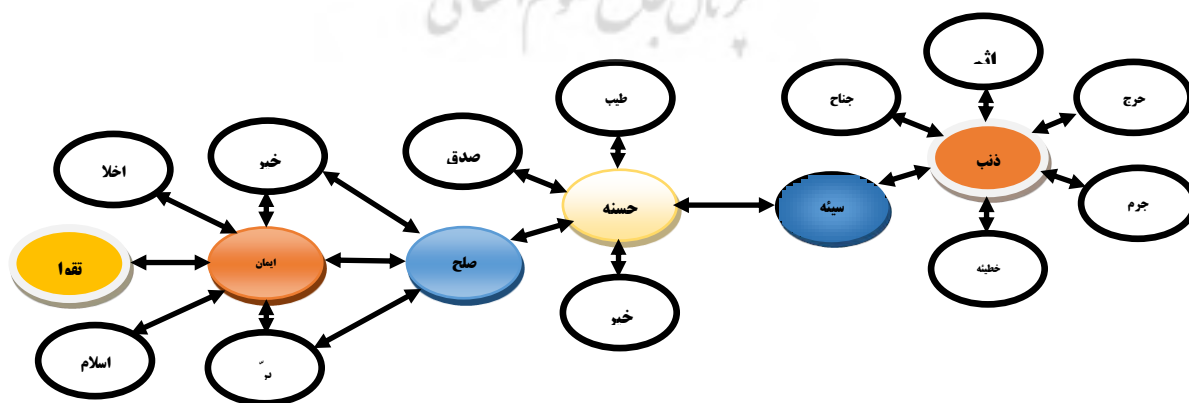 حرج
جناح
ذنب
جرم
سیئه
خطیئه
طیب
حسنه
صدق
خیر
صلح
خیر
اخلا
ایمان
تقوا
اسلام